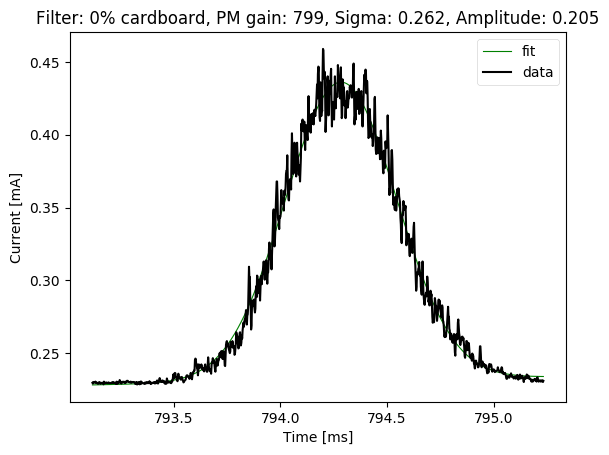 Filter: 0% cardboard, PM gain: 799, Sigma: 0.262, Amplitude: 0.205
fit
data
0.45
0.40
0.35
0.30
0.25
Current [mA]
793.5 794.0 794.5 795.0
Time [ms]